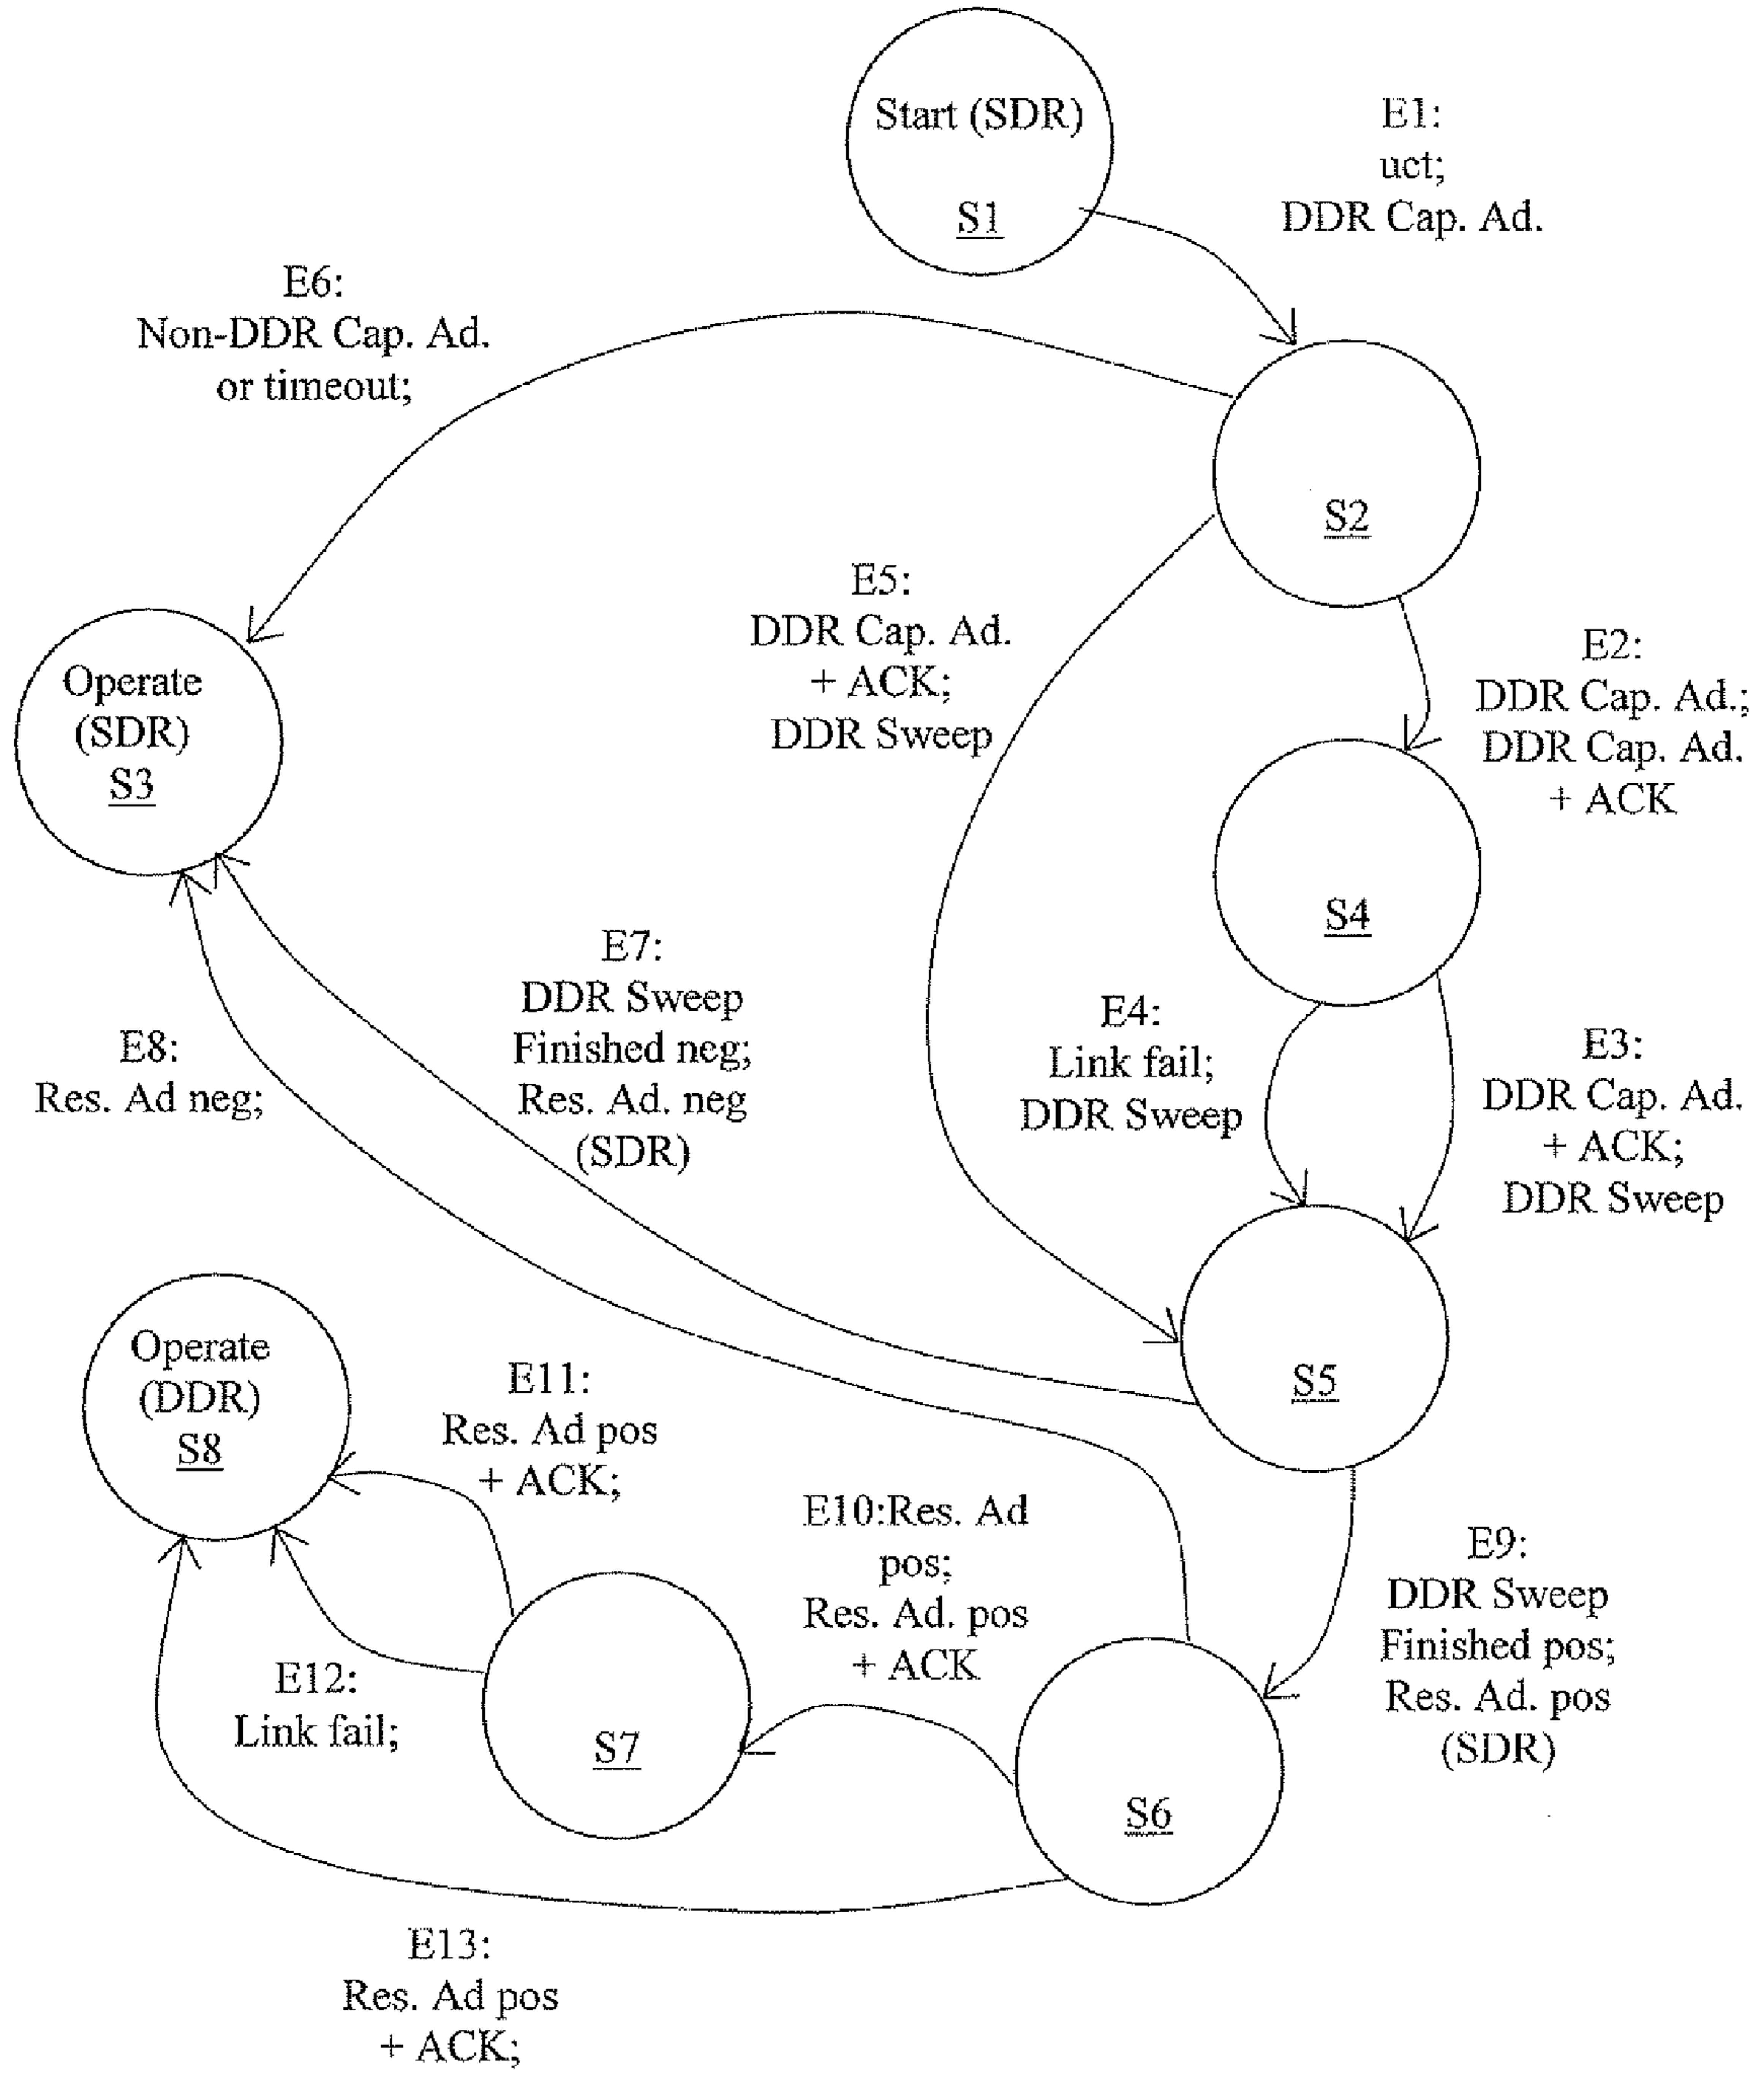 Start (SDR)
S1
E1:
uct;
DDR Cap. Ad.
E6:
Non-DDR Cap. Ad.
or timeout;
S2
E5:
DDR Cap. Ad.
+ ACK;
DDR Sweep
E2:
DDR Cap. Ad.;
DDR Cap. Ad.
+ ACK
Operate
(SDR)
S3
S4
E7:
DDR Sweep
Finished neg;
Res. Ad. neg
(SDR)
E8:
Res. Ad neg;
E4:
Link fail;
DDR Sweep
E3:
DDR Cap. Ad.
+ ACK;
DDR Sweep
S5
Operate
(DDR)
S8
E11:
Res. Ad pos
+ ACK;
E10:Res. Ad
pos;
Res. Ad. pos
+ ACK
E9:
DDR Sweep
Finished pos;
Res. Ad. pos
(SDR)
E12:
Link fail;
S7
S6
E13:
Res. Ad pos
+ ACK;